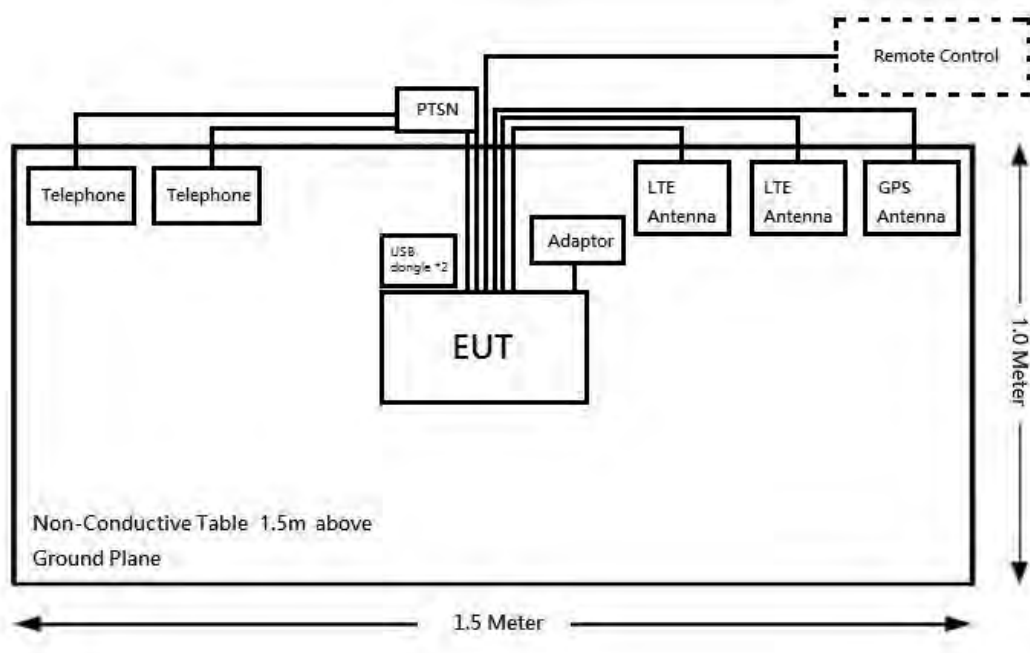 Remote Control
PTSN
Telephone
Telephone
LTE
Antenna
LTE
Antenna
GPS
Antenna
Adaptor
USB
dongle *2
EUT
1.0 Meter
Non-Conductive Table 1.5m above
Ground Plane
1.5 Meter